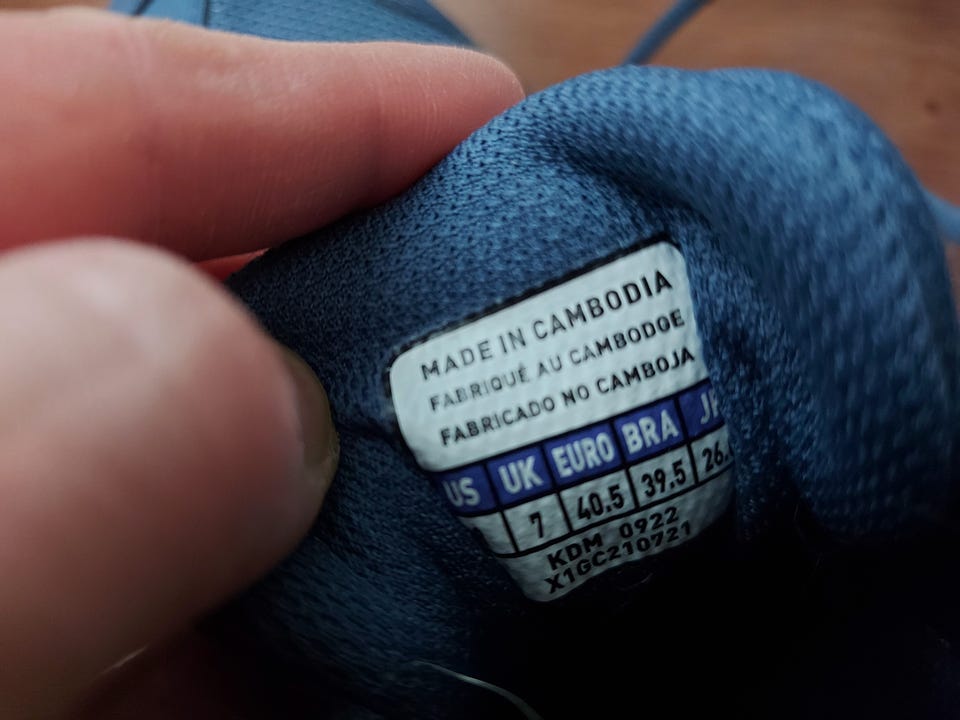 MADE IN CAMBODIA
FABRIQUÉ AU CAMBODGE
FABRICADO NO CAMBOJA
US UK EURO BRA
7 40.5 39.5
KDM 0922
X1GC210721